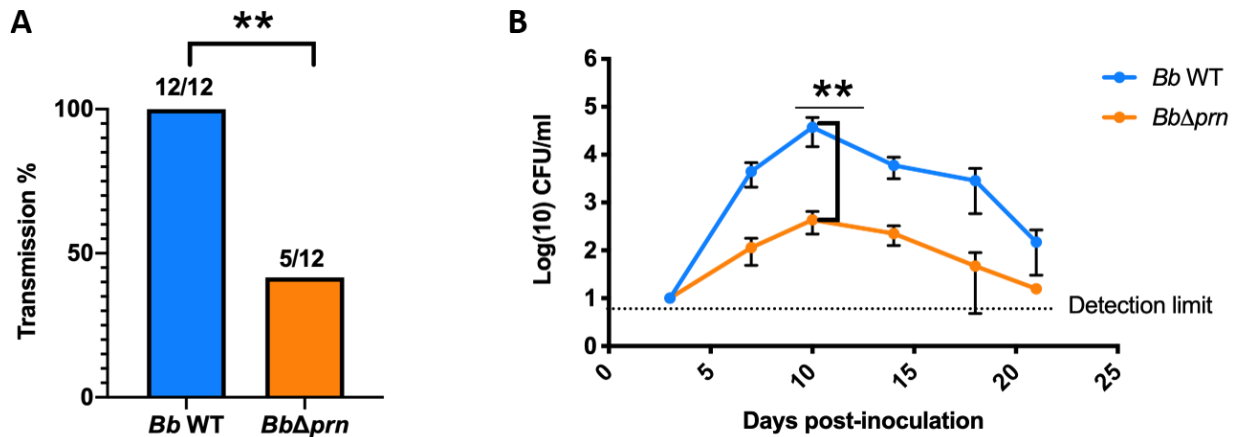 A
**
12/12
5/12
Transmission %
100
50
0
Bb WT
BbΔprn
B
**
Log(10) CFU/ml
6
5
4
3
2
1
0
0
5
10
15
20
25
Days post-inoculation
Detection limit
Bb WT
BbΔprn